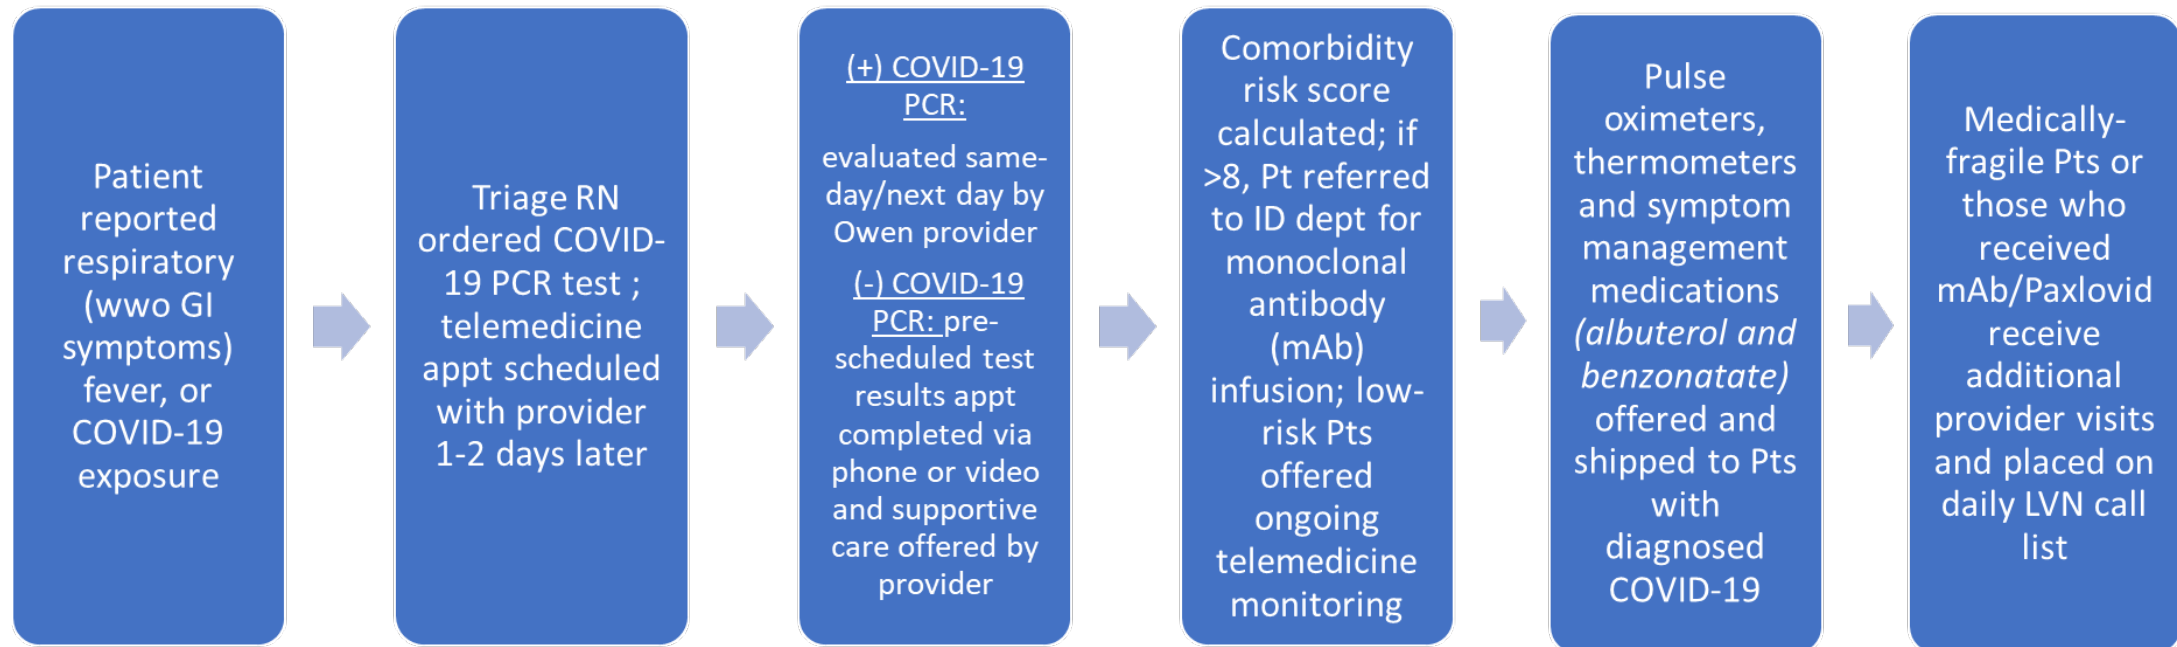 Patient
reported
respiratory
(wwo GI
symptoms)
fever, or
COVID-19
exposure
Triage RN
ordered COVID-
19 PCR test ;
telemedicine
appt scheduled
with provider
1-2 days later
(+) COVID-19
PCR:
evaluated same-
day/next day by
Owen provider
(-) COVID-19
PCR: pre-
scheduled test
results appt
completed via
phone or video
and supportive
care offered by
provider
Comorbidity
risk score
calculated; if
>8, Pt referred
to ID dept for
monoclonal
antibody
(mAb)
infusion; low-
risk Pts
offered
ongoing
telemedicine
monitoring
Pulse
oximeters,
thermometers
and symptom
management
medications
(albuterol and
benzonatate)
offered and
shipped to Pts
with
diagnosed
COVID-19
Medically-
fragile Pts or
those who
received
mAb/Paxlovid
receive
additional
provider visits
and placed on
daily LVN call
list